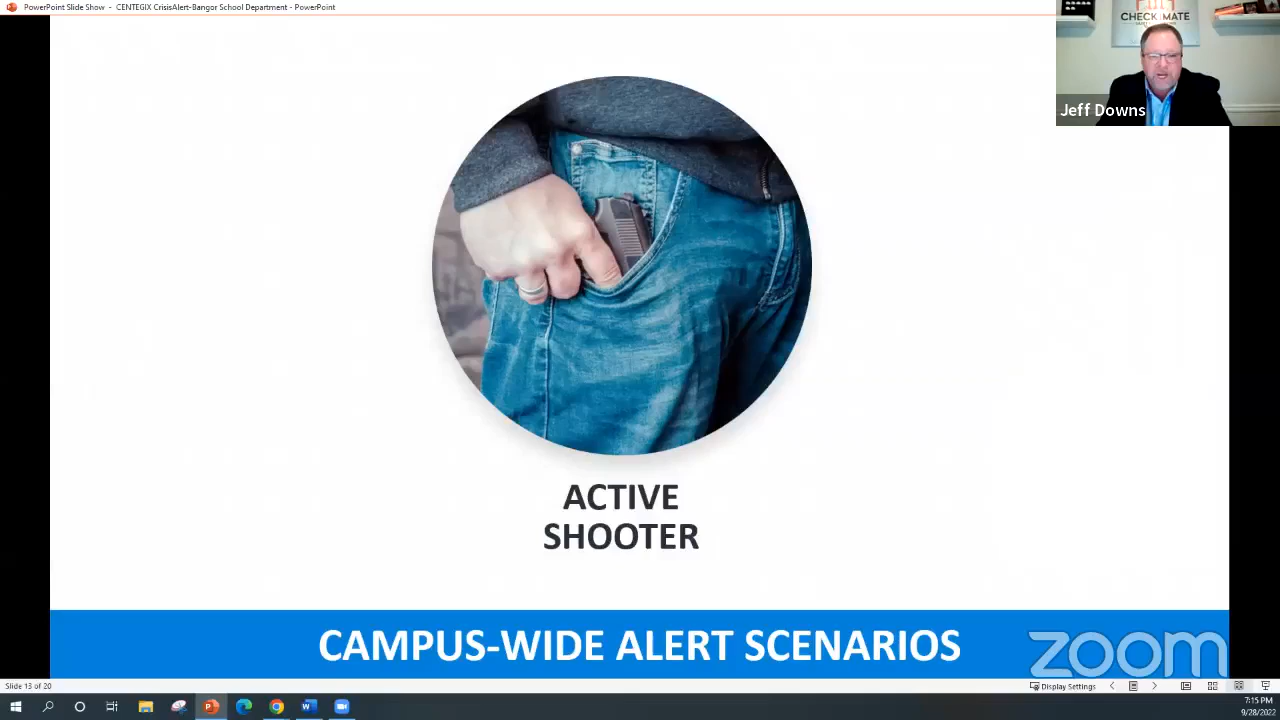 PowerPoint Slide Show - CENTEGIX CrisisAlert-Bangor School Department - PowerPoint
CHECKMATE
Jeff Downs
ACTIVE
SHOOTER
CAMPUS-WIDE ALERT SCENARIOS
zoom
Slide 13 of 20
Display Settings
7:15 PM
9/28/2022